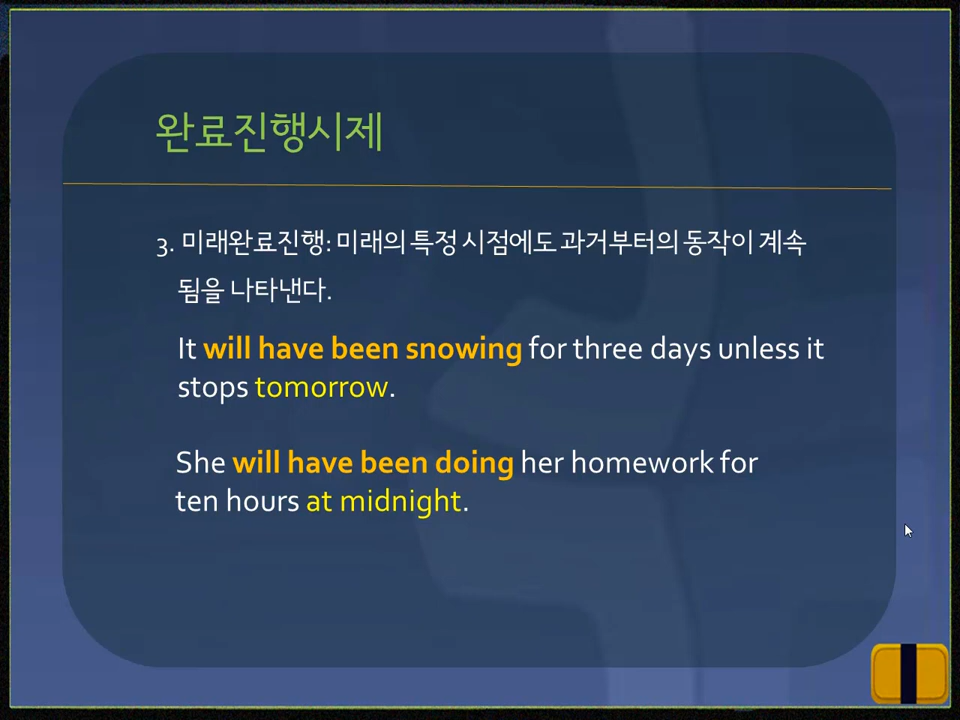 완료진행시제
3. 미래완료진행: 미래의 특정 시점에도 과거부터의 동작이 계속
됨을 나타낸다.
It will have been snowing for three days unless it
stops tomorrow.
She will have been doing her homework for
ten hours at midnight.